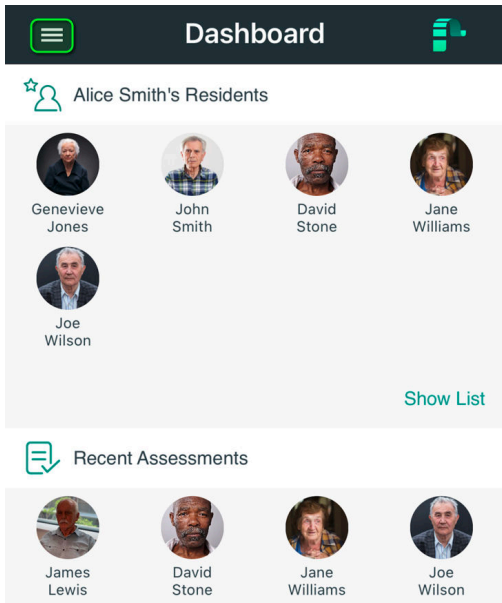 Dashboard
Alice Smith's Residents
Genevieve Jones
John Smith
David Stone
Jane Williams
Joe Wilson
Show List
Recent Assessments
James Lewis
David Stone
Jane Williams
Joe Wilson